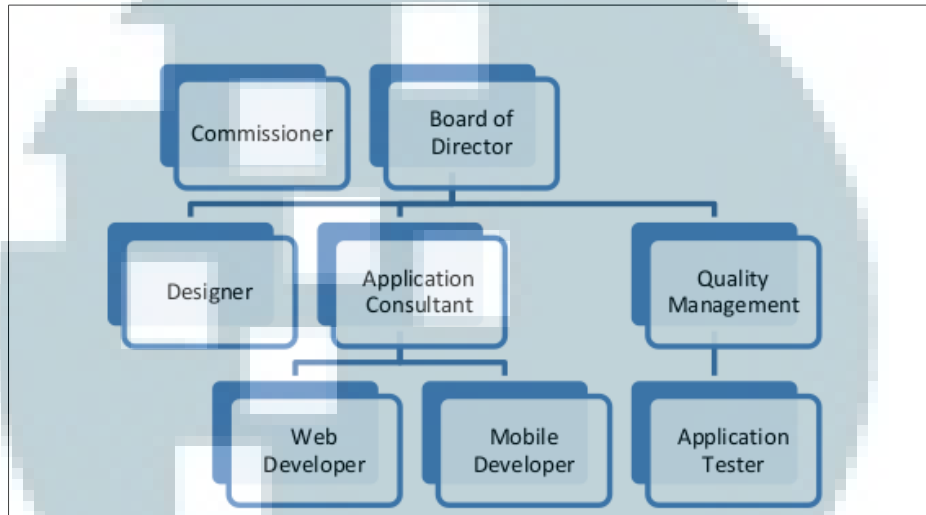 Commissioner
Board of
Director
Designer
Application
Consultant
Quality
Management
Web
Developer
Mobile
Developer
Application
Tester